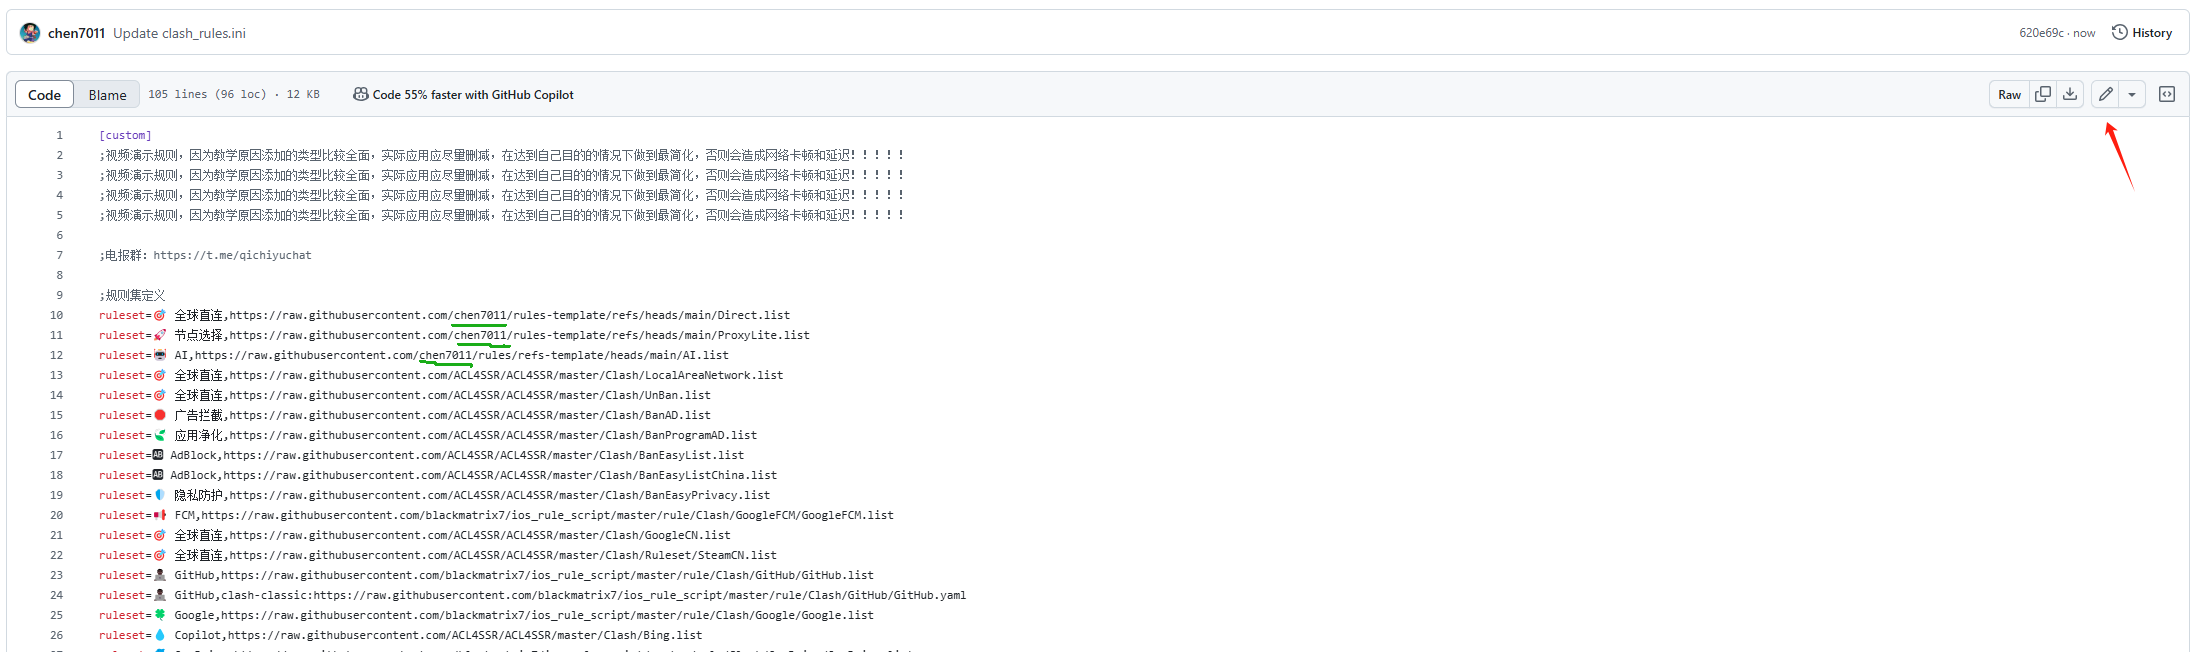 chen7011 Update clash_rules.ini 620e69c · now History
Code Blame 105 lines (96 loc) · 12 KB Code 55% faster with GitHub Copilot Raw
1 [custom]
2 ;视频演示规则，因为教学原因添加的类型比较全面，实际应用应尽量删减，在达到自己目的的情况下做到最简化，否则会造成网络卡顿和延迟！！！！！
3 ;视频演示规则，因为教学原因添加的类型比较全面，实际应用应尽量删减，在达到自己目的的情况下做到最简化，否则会造成网络卡顿和延迟！！！！！
4 ;视频演示规则，因为教学原因添加的类型比较全面，实际应用应尽量删减，在达到自己目的的情况下做到最简化，否则会造成网络卡顿和延迟！！！！！
5 ;视频演示规则，因为教学原因添加的类型比较全面，实际应用应尽量删减，在达到自己目的的情况下做到最简化，否则会造成网络卡顿和延迟！！！！！
6
7 ;电报群：https://t.me/qichiyuchat
8
9 ;规则集定义
10 ruleset=🎯 全球直连,https://raw.githubusercontent.com/chen7011/rules-template/refs/heads/main/Direct.list
11 ruleset=🚀 节点选择,https://raw.githubusercontent.com/chen7011/rules-template/refs/heads/main/ProxyLite.list
12 ruleset=🤖 AI,https://raw.githubusercontent.com/chen7011/rules/refs-template/heads/main/AI.list
13 ruleset=🎯 全球直连,https://raw.githubusercontent.com/ACL4SSR/ACL4SSR/master/Clash/LocalAreaNetwork.list
14 ruleset=🎯 全球直连,https://raw.githubusercontent.com/ACL4SSR/ACL4SSR/master/Clash/UnBan.list
15 ruleset=🛑 广告拦截,https://raw.githubusercontent.com/ACL4SSR/ACL4SSR/master/Clash/BanAD.list
16 ruleset=🍃 应用净化,https://raw.githubusercontent.com/ACL4SSR/ACL4SSR/master/Clash/BanProgramAD.list
17 ruleset=🆎 AdBlock,https://raw.githubusercontent.com/ACL4SSR/ACL4SSR/master/Clash/BanEasyList.list
18 ruleset=🆎 AdBlock,https://raw.githubusercontent.com/ACL4SSR/ACL4SSR/master/Clash/BanEasyListChina.list
19 ruleset=🛡️ 隐私防护,https://raw.githubusercontent.com/ACL4SSR/ACL4SSR/master/Clash/BanEasyPrivacy.list
20 ruleset=📢 FCM,https://raw.githubusercontent.com/blackmatrix7/ios_rule_script/master/rule/Clash/GoogleFCM/GoogleFCM.list
21 ruleset=🎯 全球直连,https://raw.githubusercontent.com/ACL4SSR/ACL4SSR/master/Clash/GoogleCN.list
22 ruleset=🎯 全球直连,https://raw.githubusercontent.com/ACL4SSR/ACL4SSR/master/Clash/Ruleset/SteamCN.list
23 ruleset=👨🏿‍💻 GitHub,https://raw.githubusercontent.com/blackmatrix7/ios_rule_script/master/rule/Clash/GitHub/GitHub.list
24 ruleset=👨🏿‍💻 GitHub,clash-classic:https://raw.githubusercontent.com/blackmatrix7/ios_rule_script/master/rule/Clash/GitHub/GitHub.yaml
25 ruleset=🍀 Google,https://raw.githubusercontent.com/blackmatrix7/ios_rule_script/master/rule/Clash/Google/Google.list
26 ruleset=💧 Copilot,https://raw.githubusercontent.com/ACL4SSR/ACL4SSR/master/Clash/Bing.list